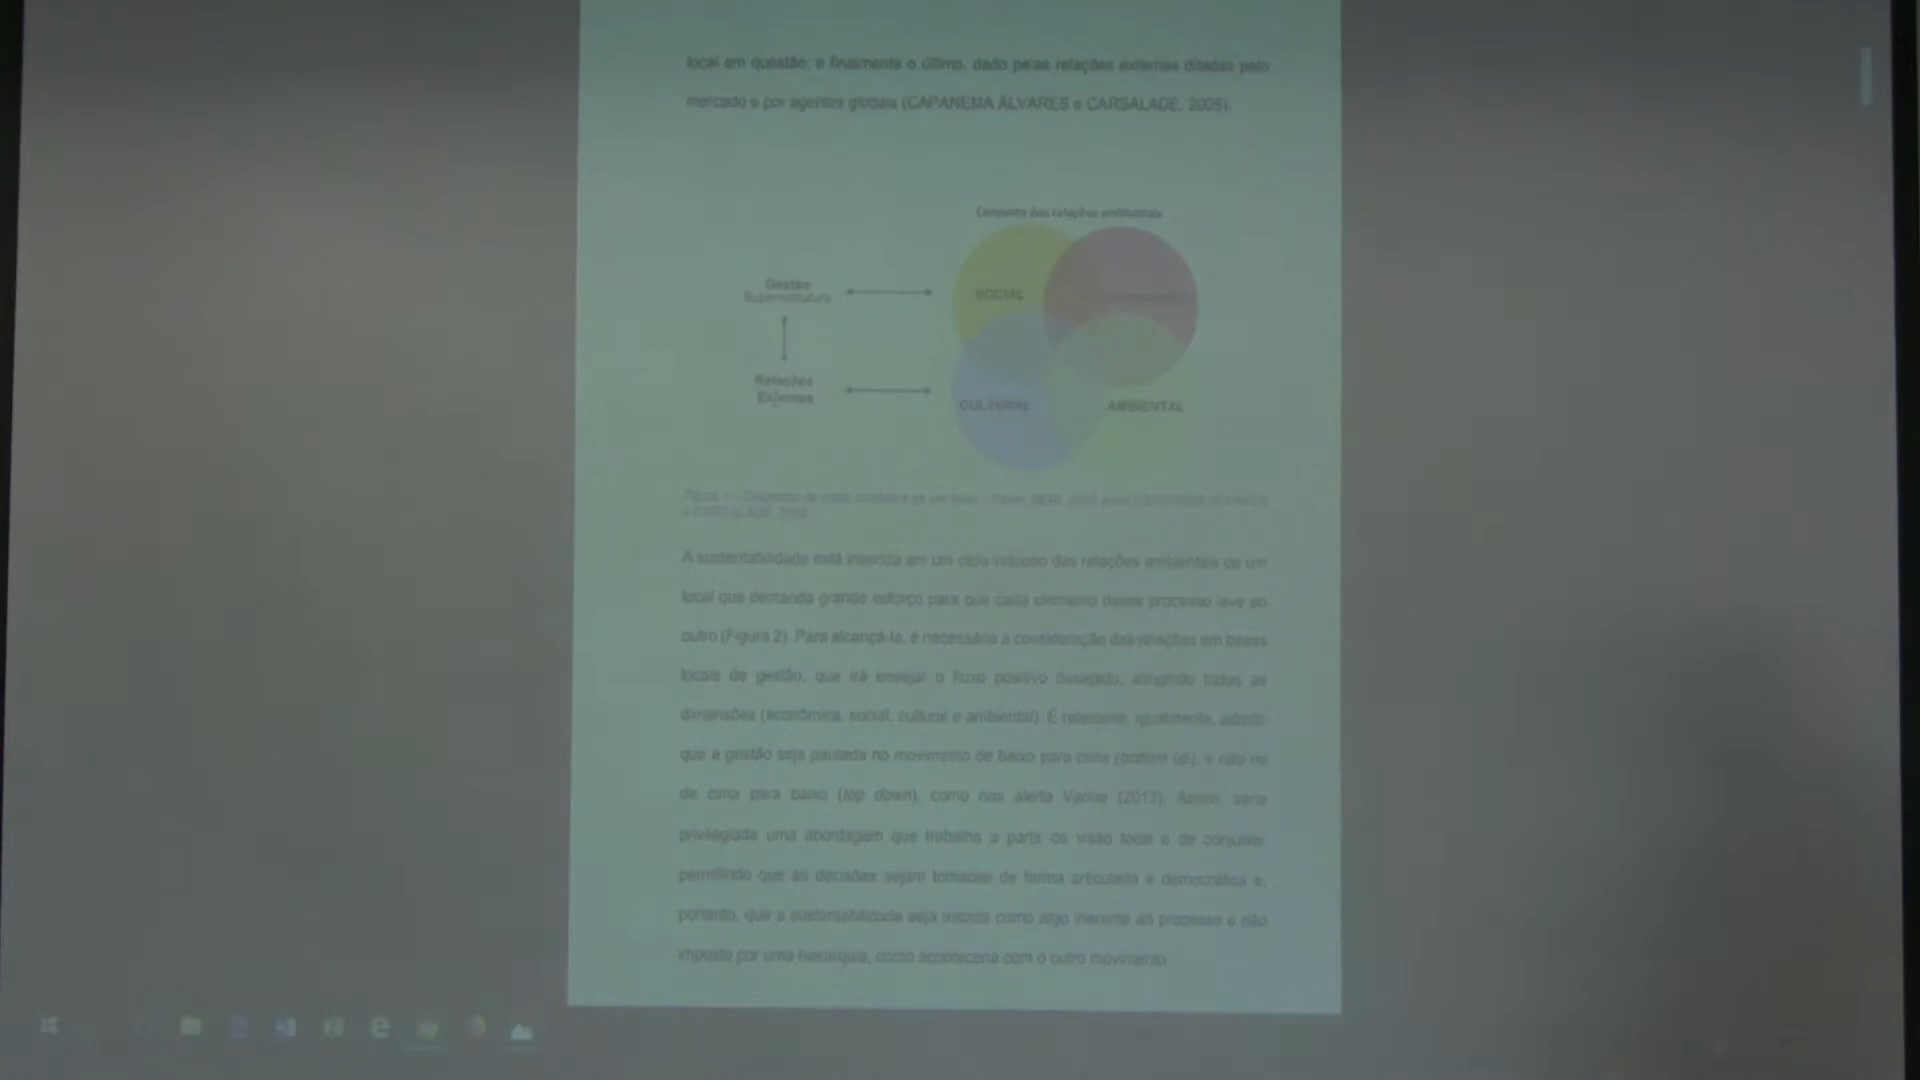 local em questão; e finalmente o último, dado pelas relações externas ditadas pelo
mercado e por agentes globais (CAPANEMA ÁLVARES e CARSALADE, 2005).
Conjunto das relações ambientais
Gestão
Superestrutura
SOCIAL
Relações
Externas
CULTURAL
AMBIENTAL
A sustentabilidade está inserida em um ciclo virtuoso das relações ambientais de um
local que demanda grande esforço para que cada elemento desse processo leve ao
outro (Figura 2). Para alcançá-la, é necessária a consideração das relações em bases
locais de gestão, que irá ensejar o fluxo positivo desejado, atingindo todas as
dimensões (econômica, social, cultural e ambiental). É relevante, igualmente, admitir
que a gestão seja pautada no movimento de baixo para cima (bottom up), e não no
de cima para baixo (top down), como nos alerta (2013). Assim, seria
privilegiada uma abordagem que trabalha a partir da visão local e de conjunto,
permitindo que as decisões sejam tomadas de forma articulada e democrática e,
portanto, que a sustentabilidade seja tratada como algo inerente ao processo e não
imposto por uma hierarquia, como aconteceria com o outro movimento.